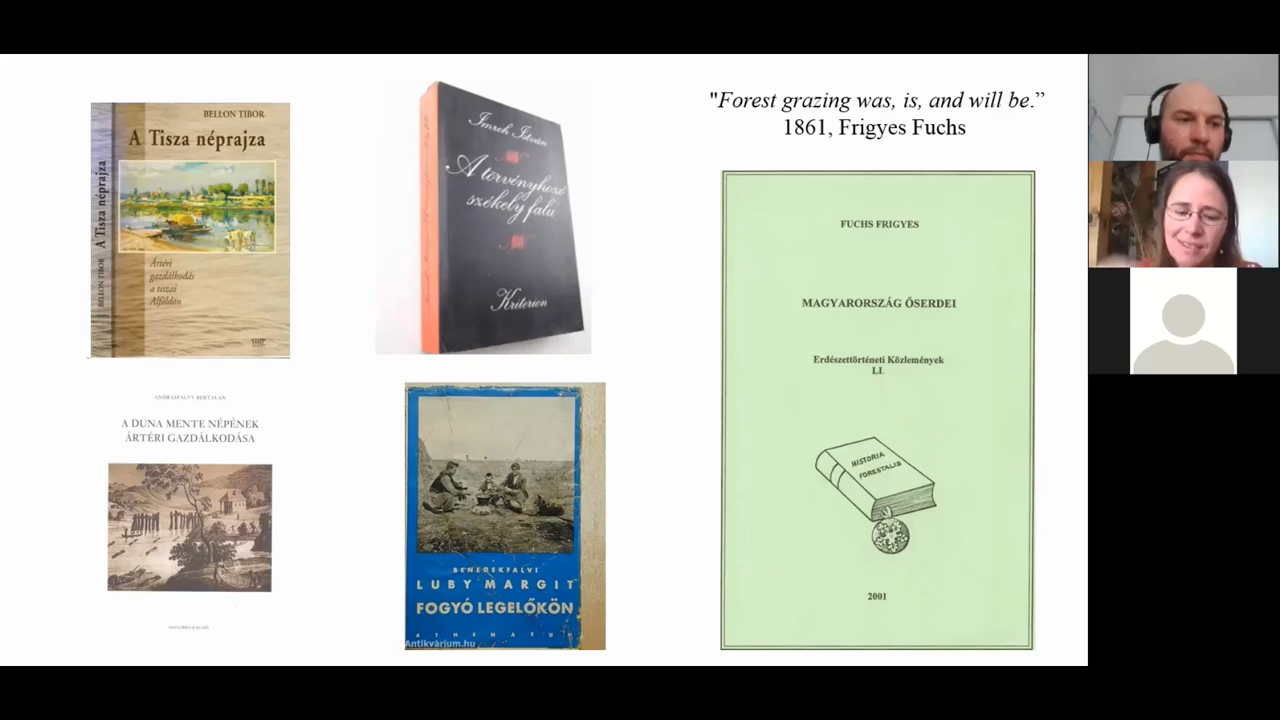 BELLON TIBOR
A Tisza néprajza
Ártéri
gazdálkodás
a tiszai
Alföldön
BELLON TIBOR A Tisza néprajza
Imreh István
A törvényhozó
székely falu
Kriterion
"Forest grazing was, is, and will be.”
1861, Frigyes Fuchs
FUCHS FRIGYES
MAGYARORSZÁG ŐSERDEI
Erdészettörténeti Közlemények
LI.
HISTORIA
FORESTALIS
2001
ANDRÁSFALVY BERTALAN
A DUNA MENTE NÉPÉNEK
ÁRTÉRI GAZDÁLKODÁSA
BENEDEKFALVI
LUBY MARGIT
FOGYÓ LEGELŐKÖN
ATHENAEUM
Antikvárium.hu